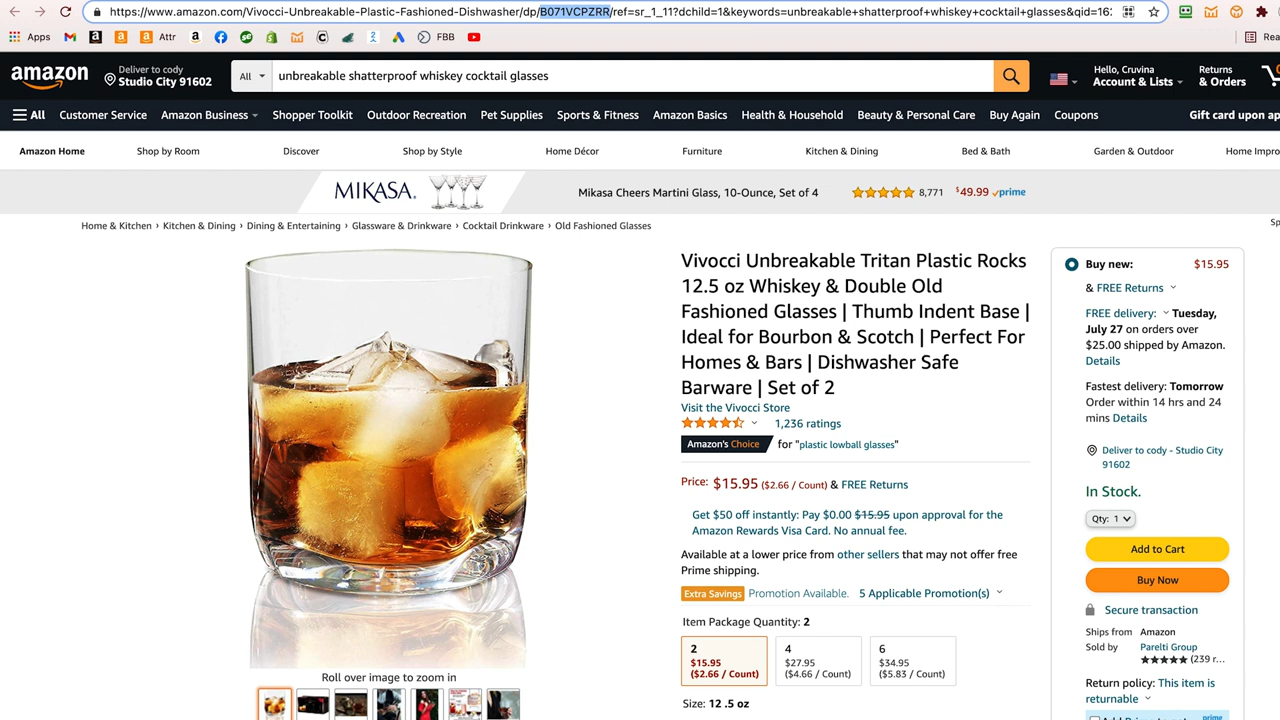 https://www.amazon.com/Vivocci-Unbreakable-Plastic-Fashioned-Dishwasher/dp/B071VCPZRR/ref=sr_1_11?dchild=1&keywords=unbreakable+shatterproof+whiskey+cocktail+glasses&qid=162
Apps Attr FBB Rea
amazon
Deliver to cody
Studio City 91602
All
unbreakable shatterproof whiskey cocktail glasses
Hello, Cruvina
Account & Lists
Returns
& Orders
All Customer Service Amazon Business Shopper Toolkit Outdoor Recreation Pet Supplies Sports & Fitness Amazon Basics Health & Household Beauty & Personal Care Buy Again Coupons Gift card upon ap
Amazon Home Shop by Room Discover Shop by Style Home Décor Furniture Kitchen & Dining Bed & Bath Garden & Outdoor Home Impro
MIKASA. Mikasa Cheers Martini Glass, 10-Ounce, Set of 4 8,771 $49.99 prime
Home & Kitchen › Kitchen & Dining › Dining & Entertaining › Glassware & Drinkware › Cocktail Drinkware › Old Fashioned Glasses
Sp
Vivocci Unbreakable Tritan Plastic Rocks
12.5 oz Whiskey & Double Old
Fashioned Glasses | Thumb Indent Base |
Ideal for Bourbon & Scotch | Perfect For
Homes & Bars | Dishwasher Safe
Barware | Set of 2
Visit the Vivocci Store
1,236 ratings
Amazon's Choice for "plastic lowball glasses"
Price: $15.95 ($2.66 / Count) & FREE Returns
Get $50 off instantly: Pay $0.00 $15.95 upon approval for the
Amazon Rewards Visa Card. No annual fee.
Available at a lower price from other sellers that may not offer free
Prime shipping.
Extra Savings Promotion Available. 5 Applicable Promotion(s)
Item Package Quantity: 2
2
$15.95
($2.66 / Count)
4
$27.95
($4.66 / Count)
6
$34.95
($5.83 / Count)
Size: 12 .5 oz
Roll over image to zoom in
Buy new: $15.95
& FREE Returns
FREE delivery: Tuesday,
July 27 on orders over
$25.00 shipped by Amazon.
Details
Fastest delivery: Tomorrow
Order within 14 hrs and 24
mins Details
Deliver to cody - Studio City
91602
In Stock.
Qty: 1
Add to Cart
Buy Now
Secure transaction
Ships from Amazon
Sold by Parelti Group
(239 r...
Return policy: This item is
returnable
prime